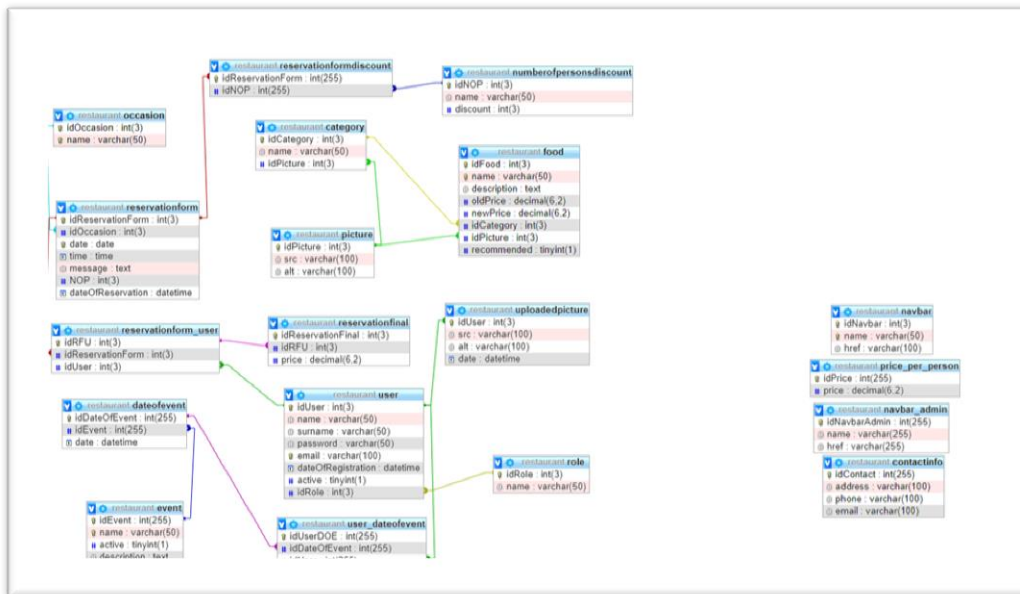 restaurant reservationformdiscount
idReservationForm : int(255)
idNOP : int(255)
restaurant numberofpersonsdiscount
idNOP : int(3)
name : varchar(50)
discount : int(3)
restaurant occasion
idOccasion : int(3)
name : varchar(50)
restaurant category
idCategory : int(3)
name : varchar(50)
idPicture : int(3)
restaurant food
idFood : int(3)
name : varchar(50)
description : text
oldPrice : decimal(6,2)
newPrice : decimal(6,2)
idCategory : int(3)
idPicture : int(3)
recommended : tinyint(1)
restaurant reservationform
idReservationForm : int(3)
idOccasion : int(3)
date : date
time : time
message : text
NOP : int(3)
dateOfReservation : datetime
restaurant picture
idPicture : int(3)
src : varchar(100)
alt : varchar(100)
restaurant reservationform_user
idRFU : int(3)
idReservationForm : int(3)
idUser : int(3)
restaurant reservationfinal
idReservationFinal : int(3)
idRFU : int(3)
price : decimal(6,2)
restaurant uploadedpicture
idUser : int(3)
src : varchar(100)
alt : varchar(100)
date : datetime
restaurant navbar
idNavbar : int(3)
name : varchar(50)
href : varchar(100)
restaurant price_per_person
idPrice : int(255)
price : decimal(6,2)
restaurant dateofevent
idDateOfEvent : int(255)
idEvent : int(255)
date : datetime
restaurant user
idUser : int(3)
name : varchar(50)
surname : varchar(50)
password : varchar(50)
email : varchar(100)
dateOfRegistration : datetime
active : tinyint(1)
idRole : int(3)
restaurant role
idRole : int(3)
name : varchar(50)
restaurant navbar_admin
idNavbarAdmin : int(255)
name : varchar(255)
href : varchar(255)
restaurant contactinfo
idContact : int(255)
address : varchar(100)
phone : varchar(100)
email : varchar(100)
restaurant event
idEvent : int(255)
name : varchar(50)
active : tinyint(1)
description : text
restaurant user_dateofevent
idUserDOE : int(255)
idDateOfEvent : int(255)